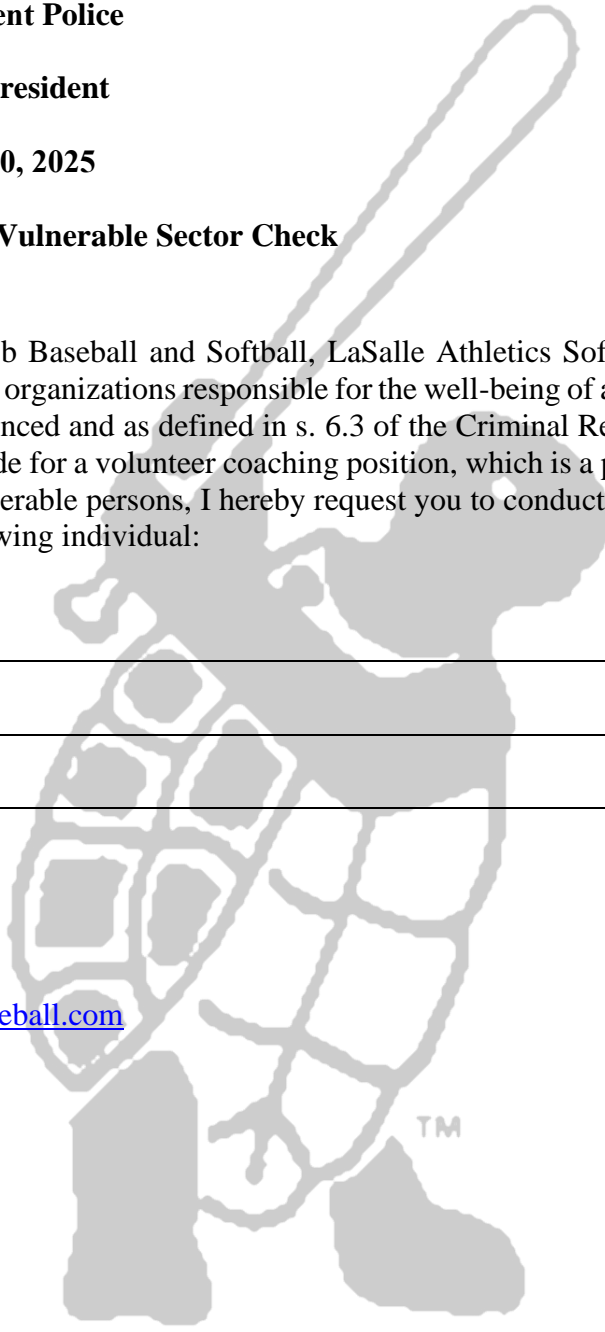 ent Police
resident
0, 2025
Vulnerable Sector Check
b Baseball and Softball, LaSalle Athletics Sof
organizations responsible for the well-being of a
nced and as defined in s. 6.3 of the Criminal Re
de for a volunteer coaching position, which is a p
erable persons, I hereby request you to conduct
wing individual:
eball.com
TM